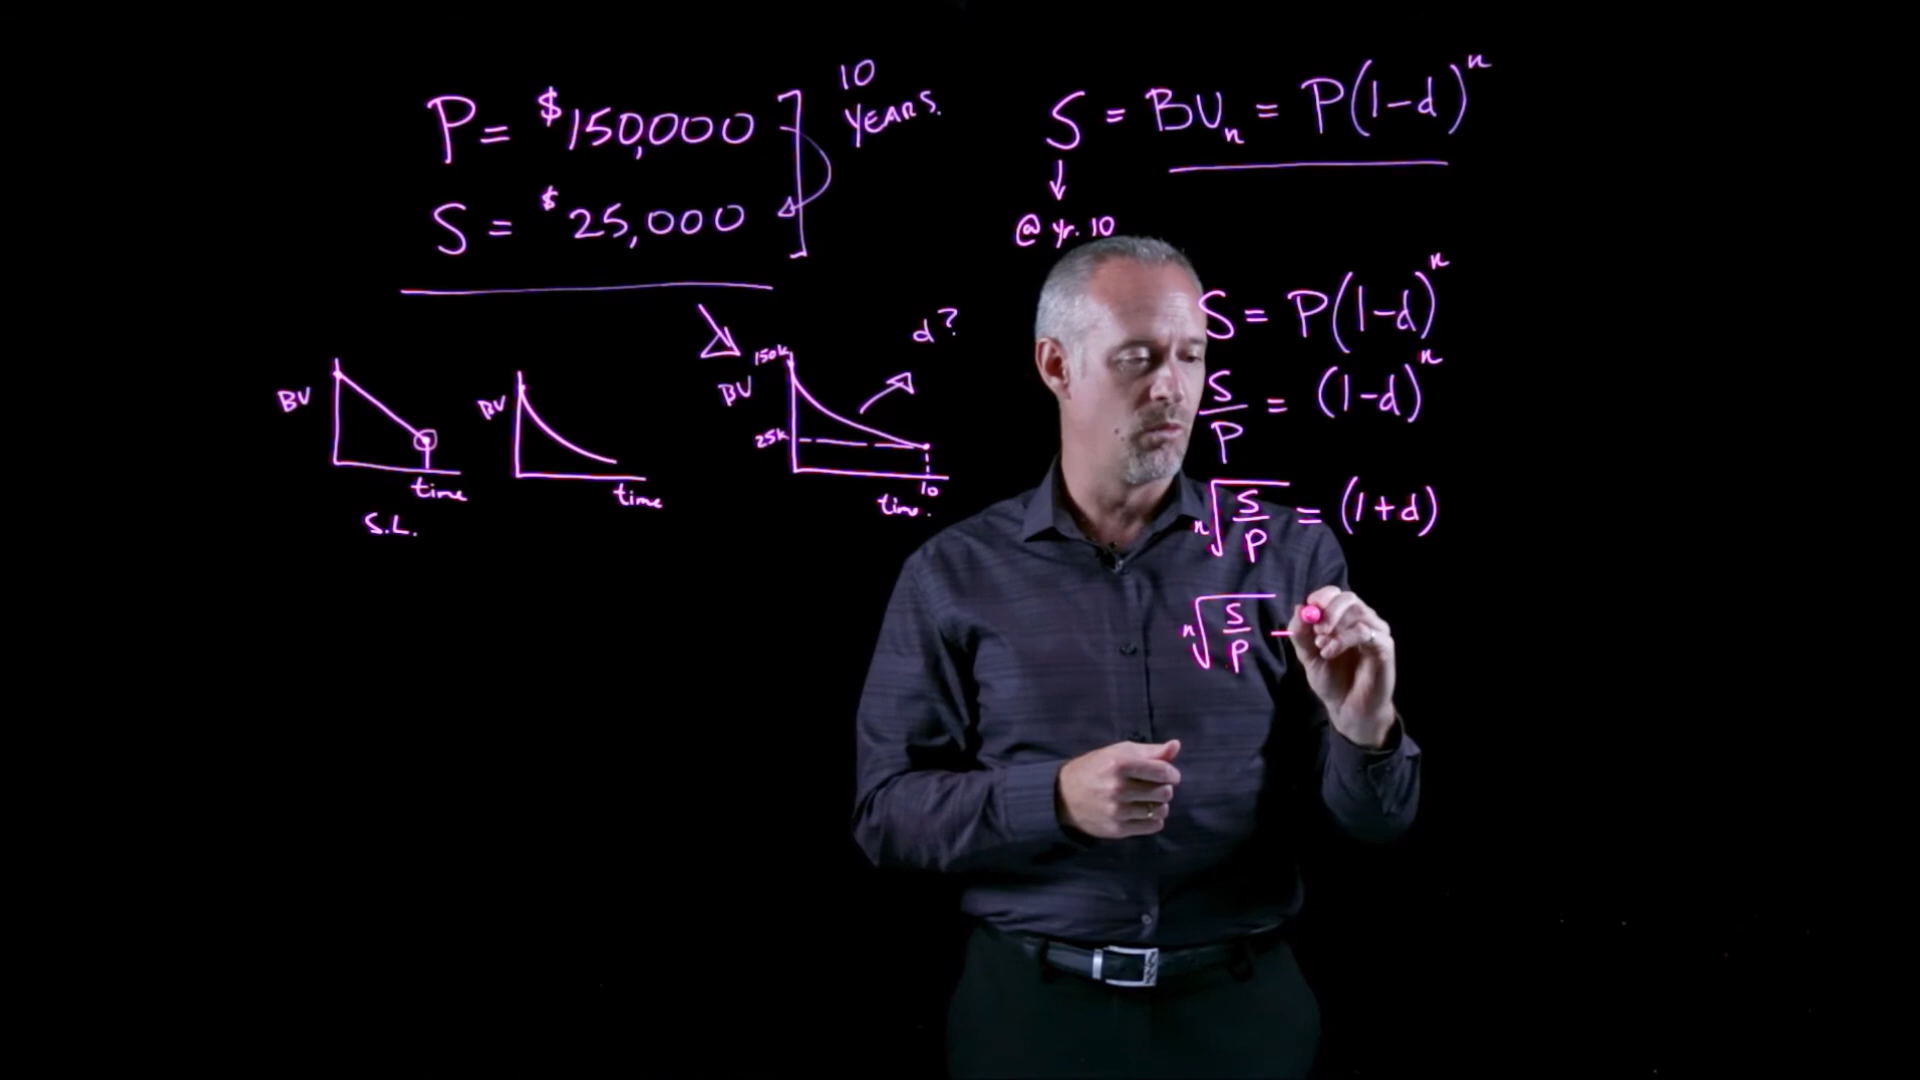 P = $150,000
S = $25,000
10
YEARS.
BV
time
S.L.
BV
time
150k
BV
25k
10
time.
d?
S = BVₙ = P(1-d)ⁿ
@ yr. 10
S = P(1-d)ⁿ
S/P = (1-d)ⁿ
ⁿ√(S/P) = (1+d)
ⁿ√(S/P) -